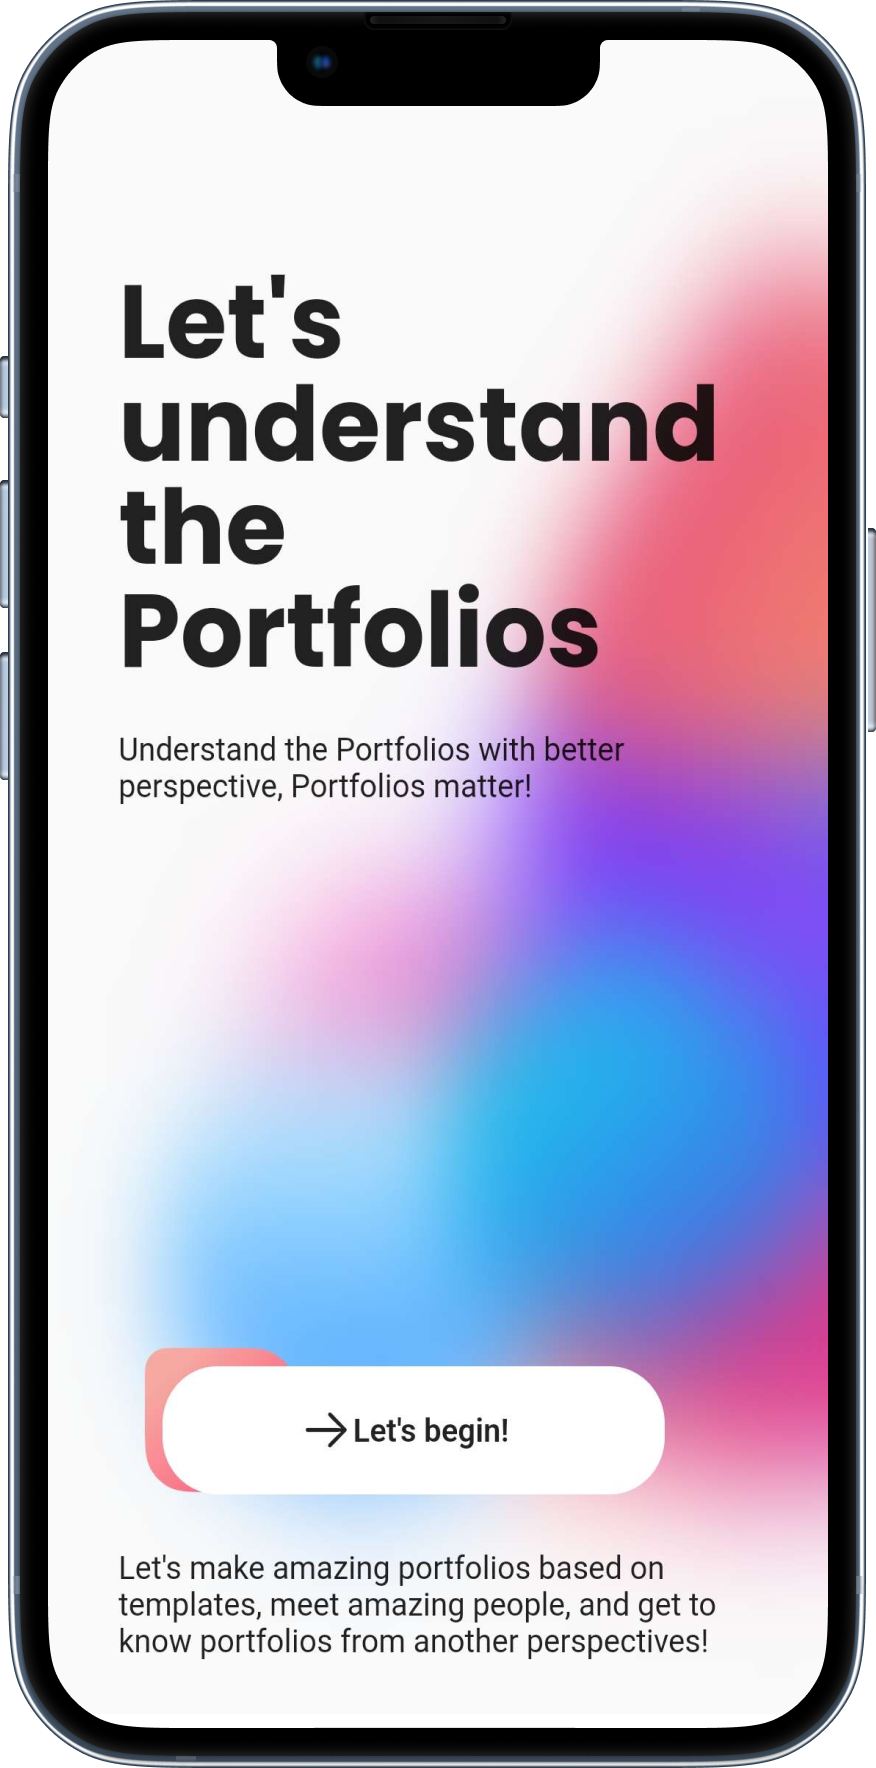 Let's
understand
the
Portfolios
Understand the Portfolios with better
perspective, Portfolios matter!
Let's begin!
Let's make amazing portfolios based on
templates, meet amazing people, and get to
know portfolios from another perspectives!